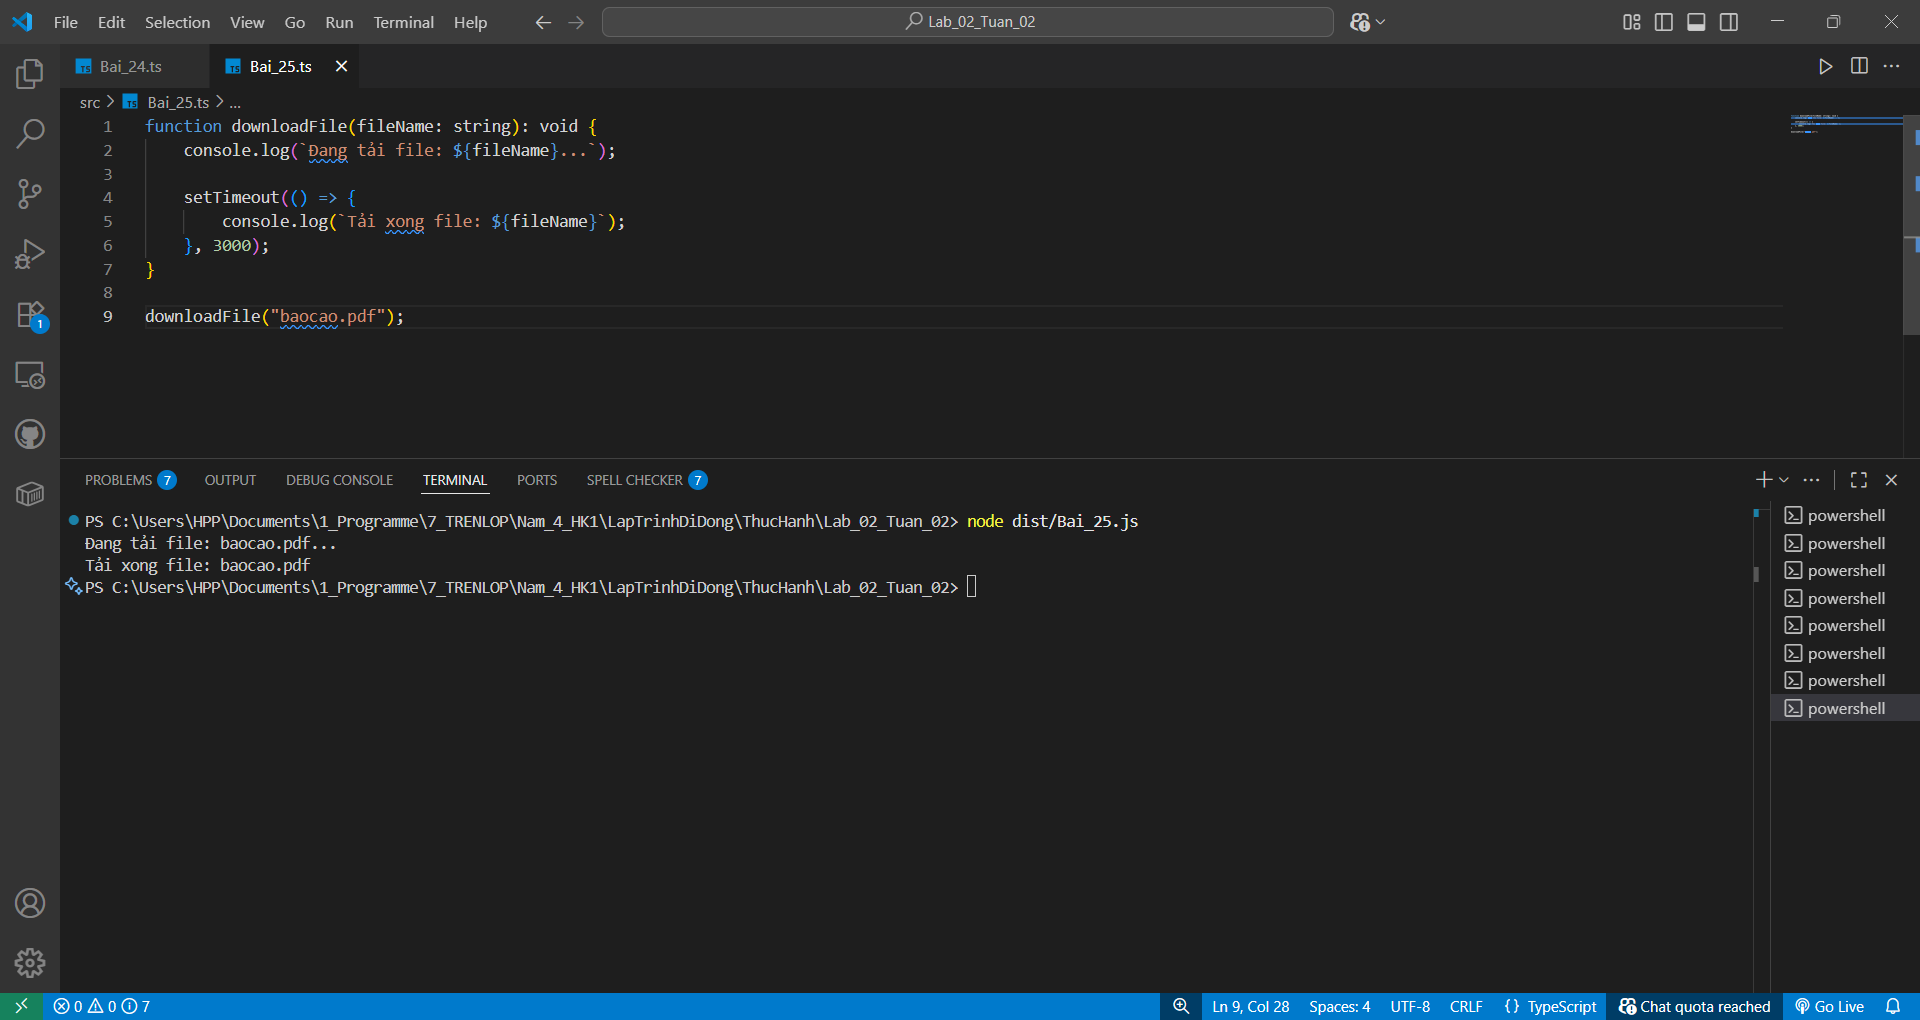 File Edit Selection View Go Run Terminal Help
Lab_02_Tuan_02
Bai_24.ts
Bai_25.ts
src > Bai_25.ts > ...
1 function downloadFile(fileName: string): void {
2 console.log(`Đang tải file: ${fileName}...`);
3
4 setTimeout(() => {
5 console.log(`Tải xong file: ${fileName}`);
6 }, 3000);
7 }
8
9 downloadFile("baocao.pdf");
1
PROBLEMS 7 OUTPUT DEBUG CONSOLE TERMINAL PORTS SPELL CHECKER 7
PS C:\Users\HPP\Documents\1_Programme\7_TRENLOP\Nam_4_HK1\LapTrinhDiDong\ThucHanh\Lab_02_Tuan_02> node dist/Bai_25.js
Đang tải file: baocao.pdf...
Tải xong file: baocao.pdf
PS C:\Users\HPP\Documents\1_Programme\7_TRENLOP\Nam_4_HK1\LapTrinhDiDong\ThucHanh\Lab_02_Tuan_02>
powershell
powershell
powershell
powershell
powershell
powershell
powershell
powershell
0 0 7
Ln 9, Col 28 Spaces: 4 UTF-8 CRLF {} TypeScript Chat quota reached Go Live